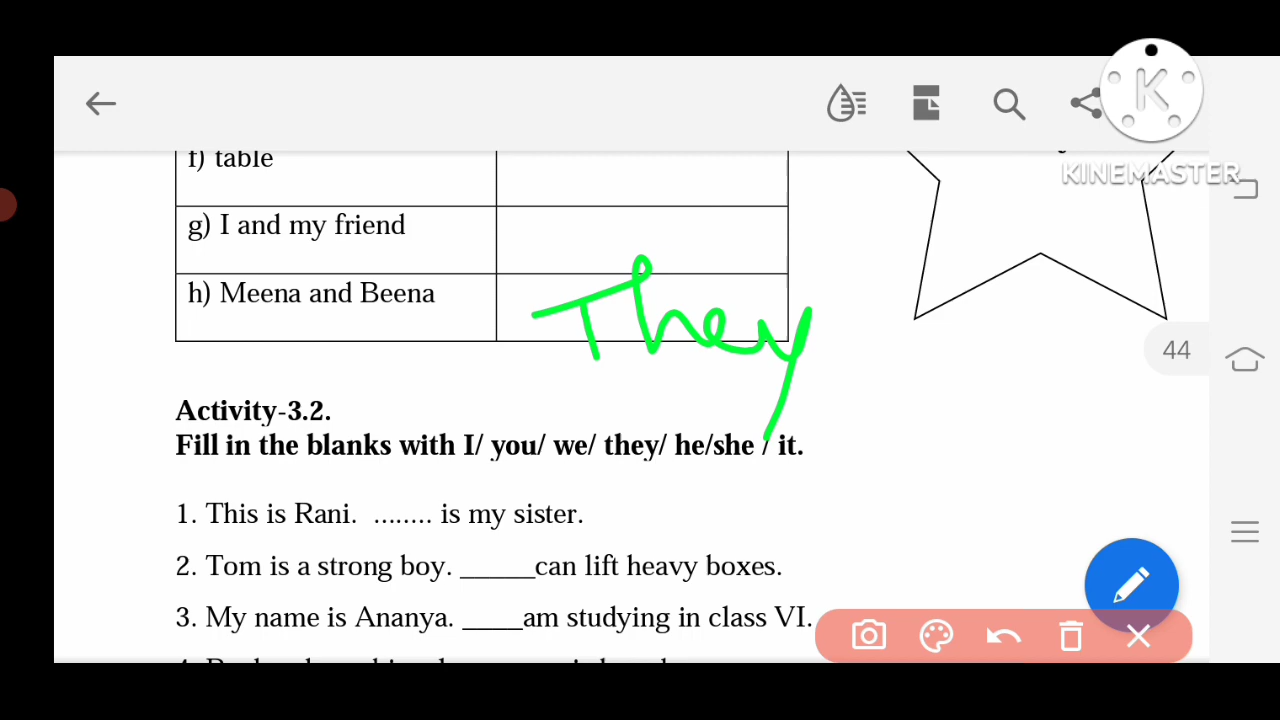 f) table
g) I and my friend
h) Meena and Beena They
K
KINEMASTER
44
Activity-3.2.
Fill in the blanks with I/ you/ we/ they/ he/she / it.
1. This is Rani. ........ is my sister.
2. Tom is a strong boy. _____can lift heavy boxes.
3. My name is Ananya. ____am studying in class VI.